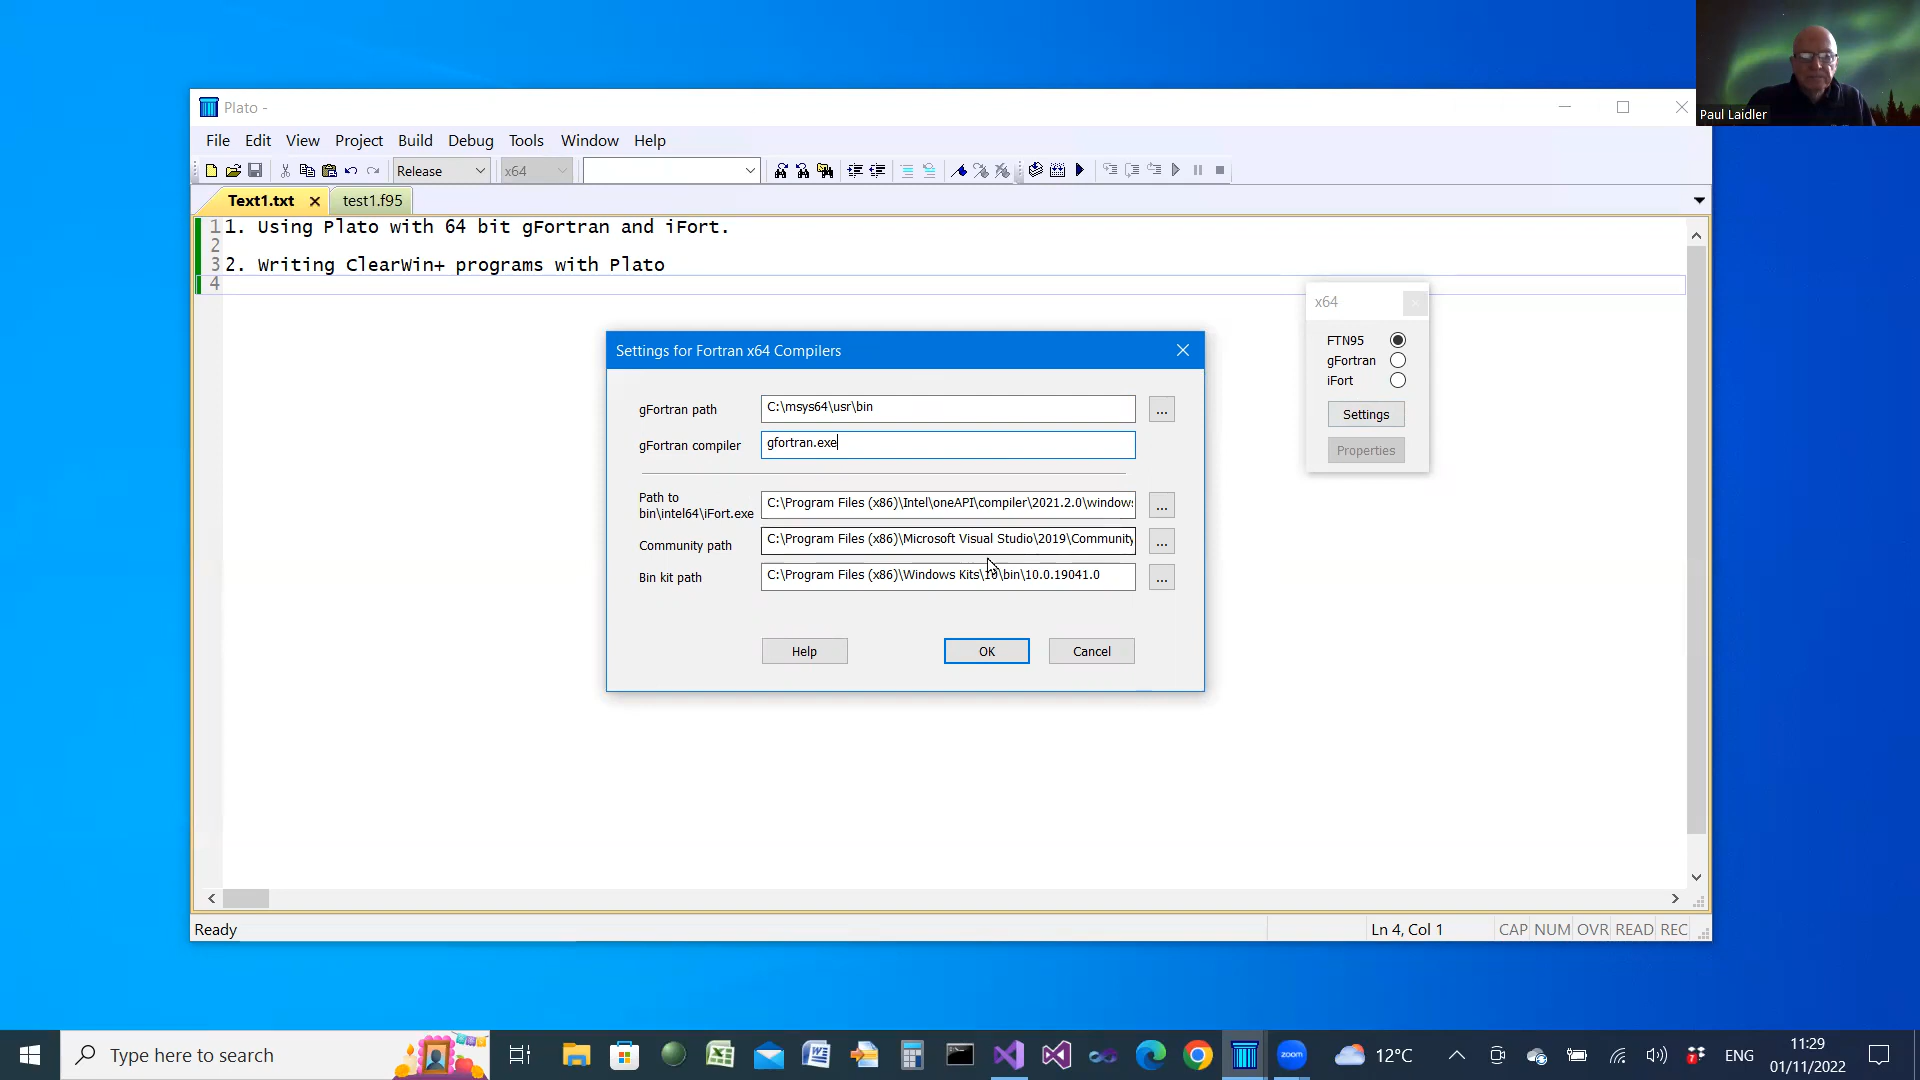 Paul Laidler
Plato -
File Edit View Project Build Debug Tools Window Help
Release x64
Text1.txt test1.f95
1 1. Using Plato with 64 bit gFortran and iFort.
2
3 2. Writing ClearWin+ programs with Plato
4
x64
FTN95
gFortran
iFort
Settings
Properties
Settings for Fortran x64 Compilers
gFortran path C:\msys64\usr\bin ...
gFortran compiler gfortran.exe
Path to
bin\intel64\iFort.exe C:\Program Files (x86)\Intel\oneAPI\compiler\2021.2.0\windows ...
Community path C:\Program Files (x86)\Microsoft Visual Studio\2019\Community ...
Bin kit path C:\Program Files (x86)\Windows Kits\10\bin\10.0.19041.0 ...
Help OK Cancel
Ready Ln 4, Col 1 CAP NUM OVR READ REC
Type here to search zoom 12°C ENG 11:29
01/11/2022